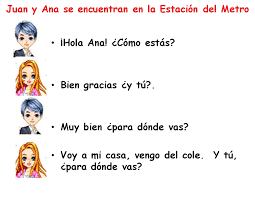 Juan y Ana se encuentran en la Estación del Metro
• ¡Hola Ana! ¿Cómo estás?
• Bien gracias ¿y tú?.
• Muy bien ¿para dónde vas?
• Voy a mi casa, vengo del cole. Y tú,
¿para dónde vas?